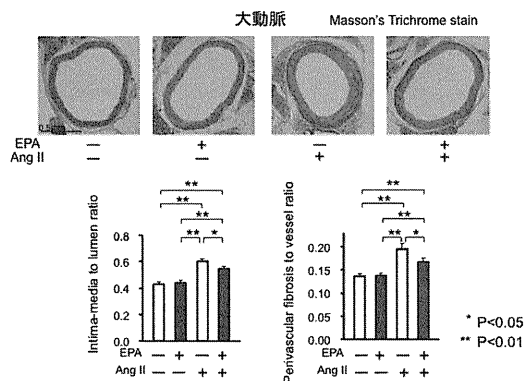 大動脈 Masson's Trichrome stain
EPA — + — +
Ang II — — + +
** ** ** ** *
Intima-media to lumen ratio
0.8
0.6
0.4
0.2
0.0
EPA — + — +
Ang II — — + +
** ** ** ** *
Perivascular fibrosis to vessel ratio
0.20
0.15
0.10
0.05
0.00
EPA — + — +
Ang II — — + +
* P<0.05
** P<0.01